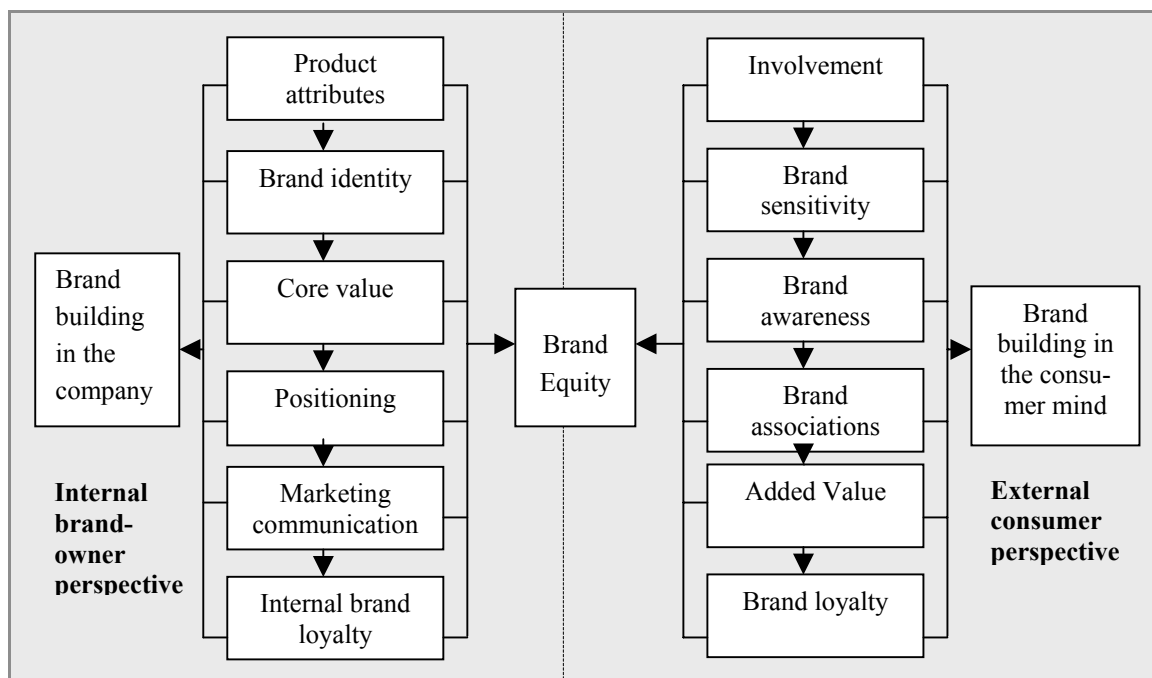 Product
attributes
Brand identity
Core value
Positioning
Marketing
communication
Internal brand
loyalty
Brand
building
in the
company
Internal
brand-
owner
perspective
Brand
Equity
Involvement
Brand
sensitivity
Brand
awareness
Brand
associations
Added Value
Brand loyalty
Brand
building in
the consu-
mer mind
External
consumer
perspective